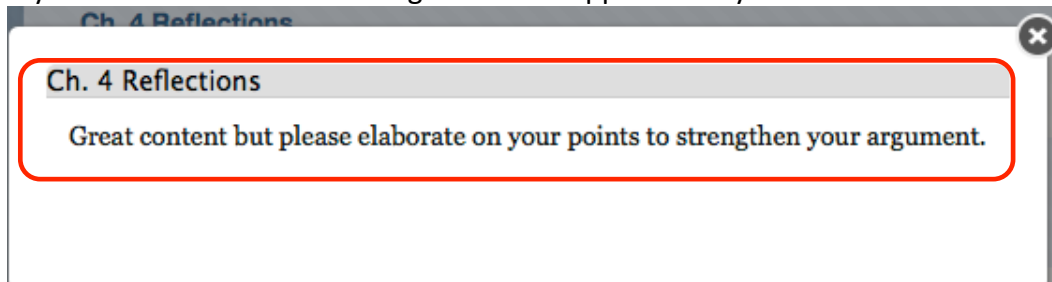 Ch. 4 Reflections
Ch. 4 Reflections
Great content but please elaborate on your points to strengthen your argument.